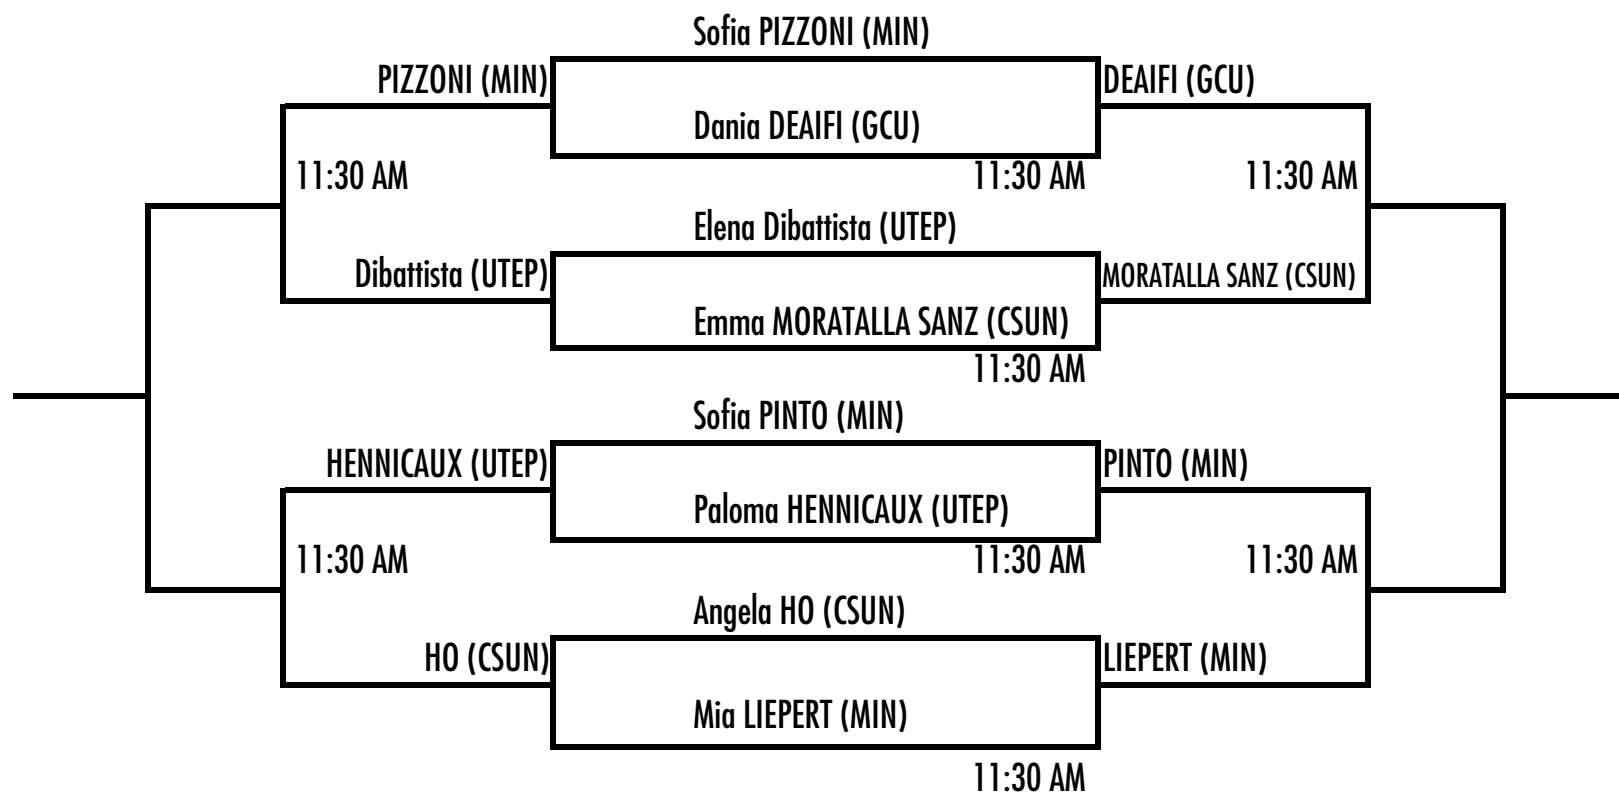 Sofia PIZZONI (MIN)
PIZZONI (MIN)
DEAIFI (GCU)
Dania DEAIFI (GCU)
11:30 AM
11:30 AM
11:30 AM
Elena Dibattista (UTEP)
Dibattista (UTEP)
MORATALLA SANZ (CSUN)
Emma MORATALLA SANZ (CSUN)
11:30 AM
Sofia PINTO (MIN)
HENNICAUX (UTEP)
PINTO (MIN)
Paloma HENNICAUX (UTEP)
11:30 AM
11:30 AM
11:30 AM
Angela HO (CSUN)
HO (CSUN)
LIEPERT (MIN)
Mia LIEPERT (MIN)
11:30 AM